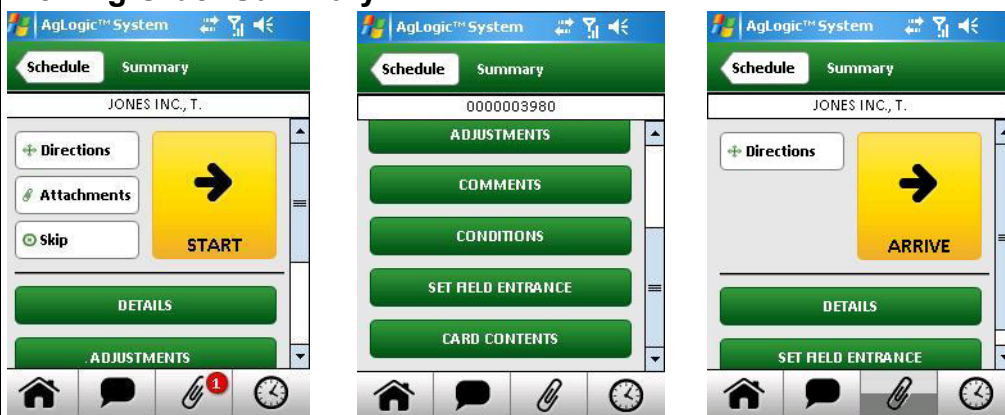 AgLogic™ System
Schedule
Summary
JONES INC., T.
Directions
Attachments
Skip
START
DETAILS
.ADJUSTMENTS
1
AgLogic™ System
Schedule
Summary
0000003980
ADJUSTMENTS
COMMENTS
CONDITIONS
SET FIELD ENTRANCE
CARD CONTENTS
AgLogic™ System
Schedule
Summary
JONES INC., T.
Directions
ARRIVE
DETAILS
SET FIELD ENTRANCE